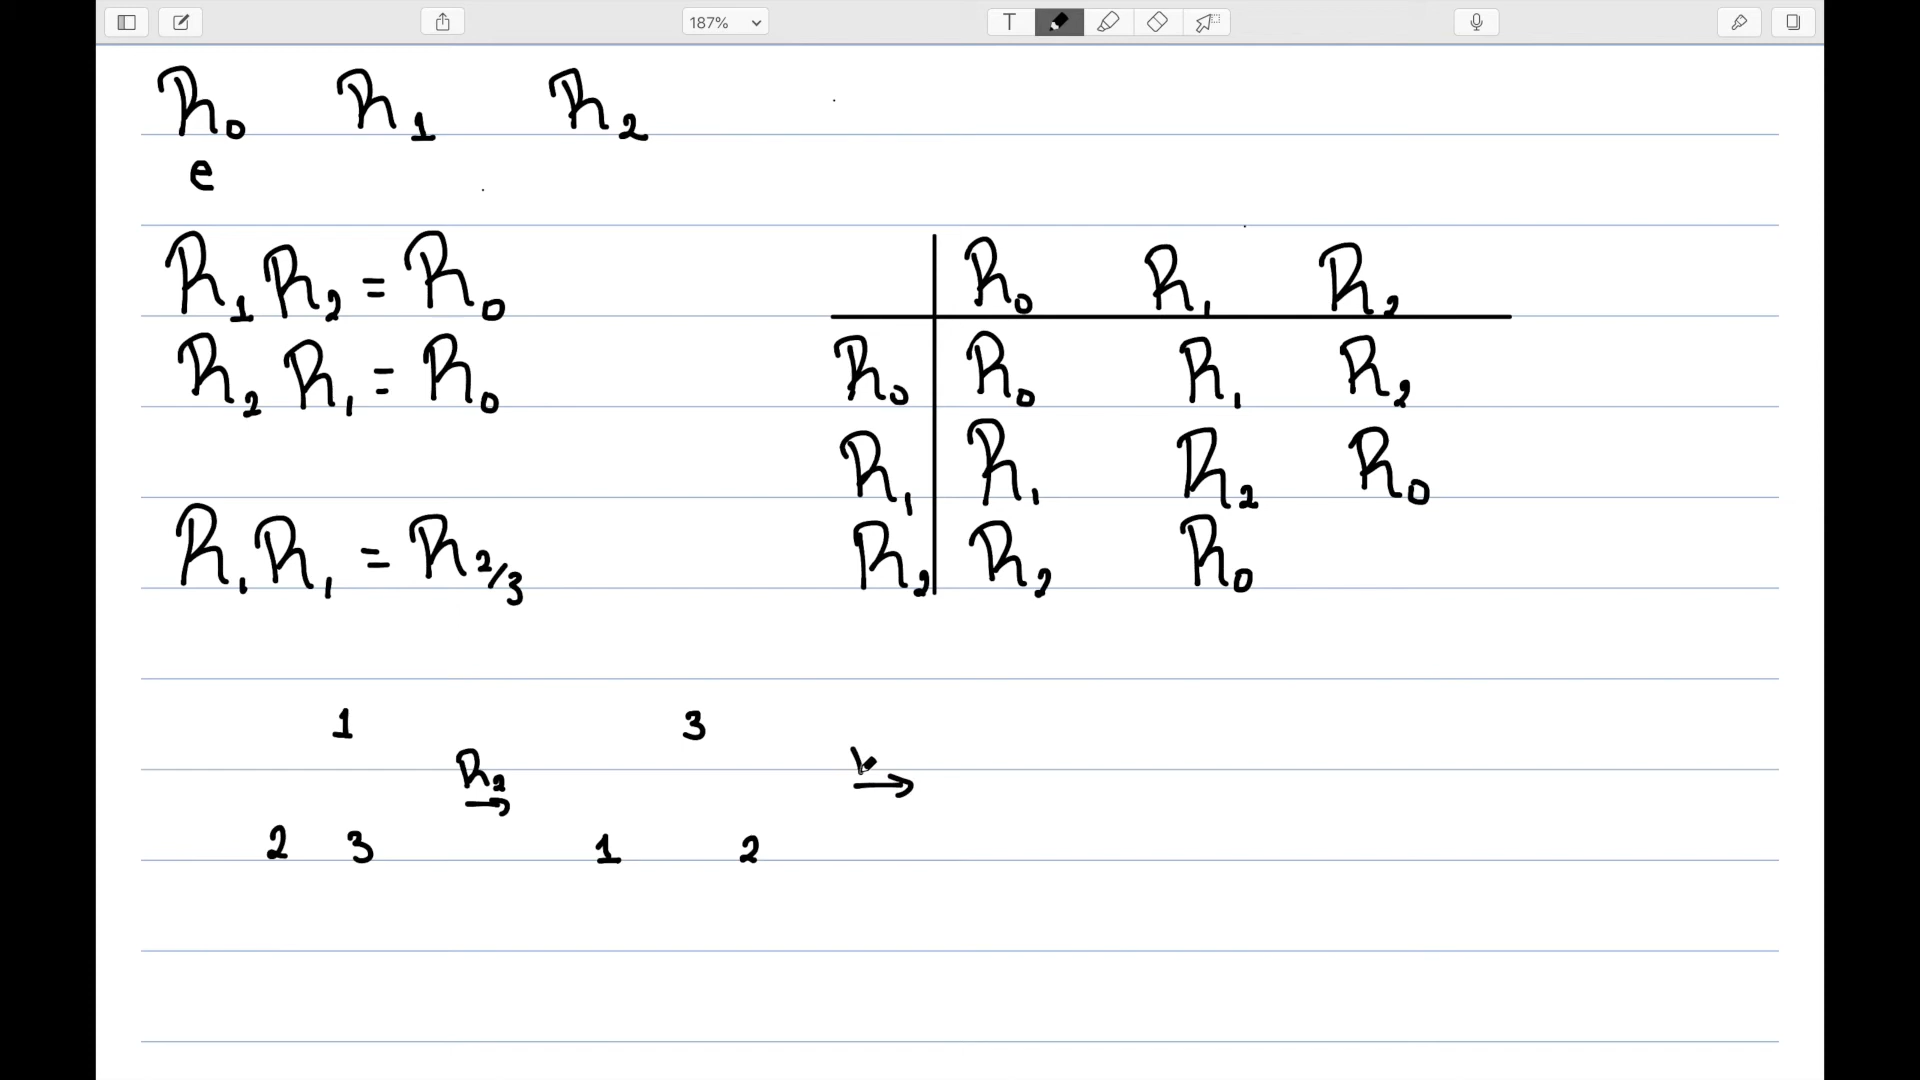 187%
T
R₀ R₁ R₂
e
R₁R₂ = R₀
R₂R₁ = R₀
R₁R₁ = R₂/₃
R₀ R₁ R₂
R₀ R₀ R₁ R₂
R₁ R₁ R₂ R₀
R₂ R₂ R₀
1 3
R₂
2 3 1 2